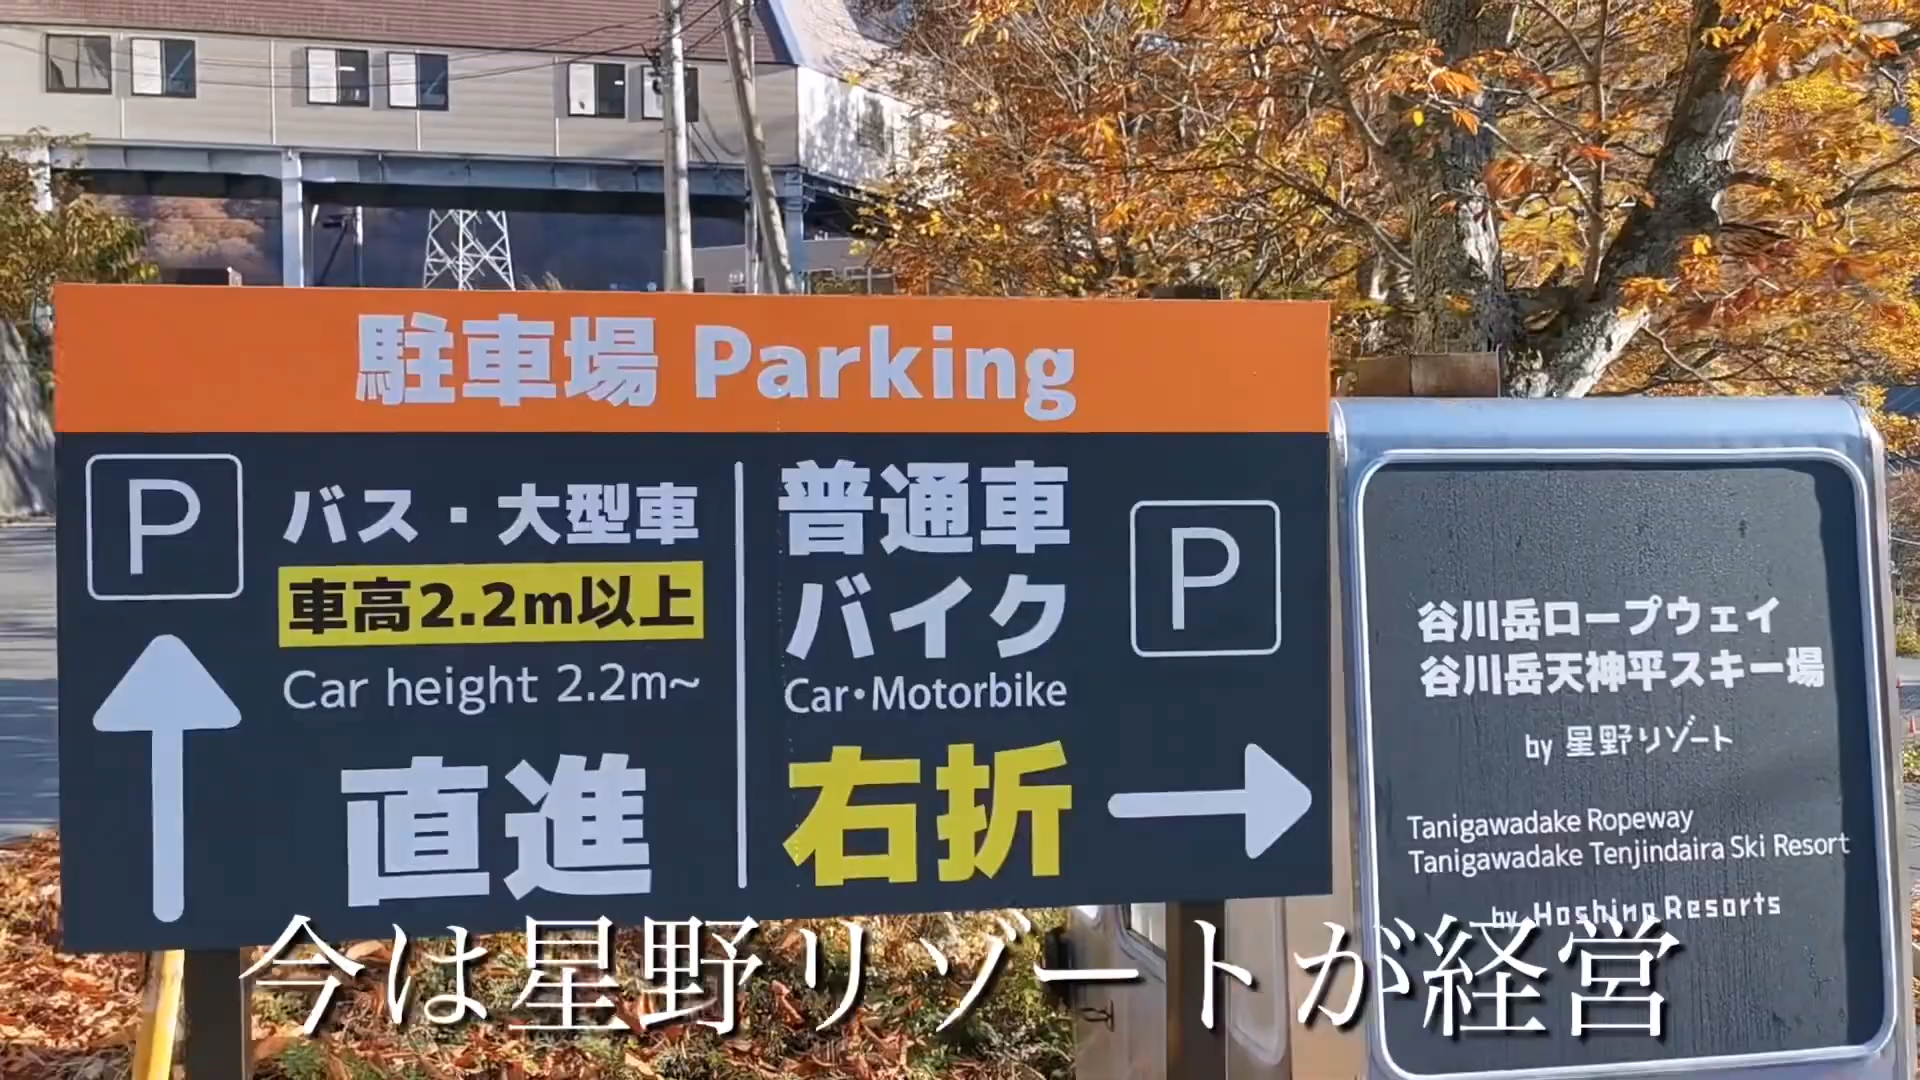 駐車場 Parking
P
バス・大型車
車高2.2m以上
Car height 2.2m~
直進
普通車
バイク
Car・Motorbike
右折
P
谷川岳ロープウェイ
谷川岳天神平スキー場
by 星野リゾート
Tanigawadake Ropeway
Tanigawadake Tenjindaira Ski Resort
by Hoshino Resorts
今は星野リゾートが経営